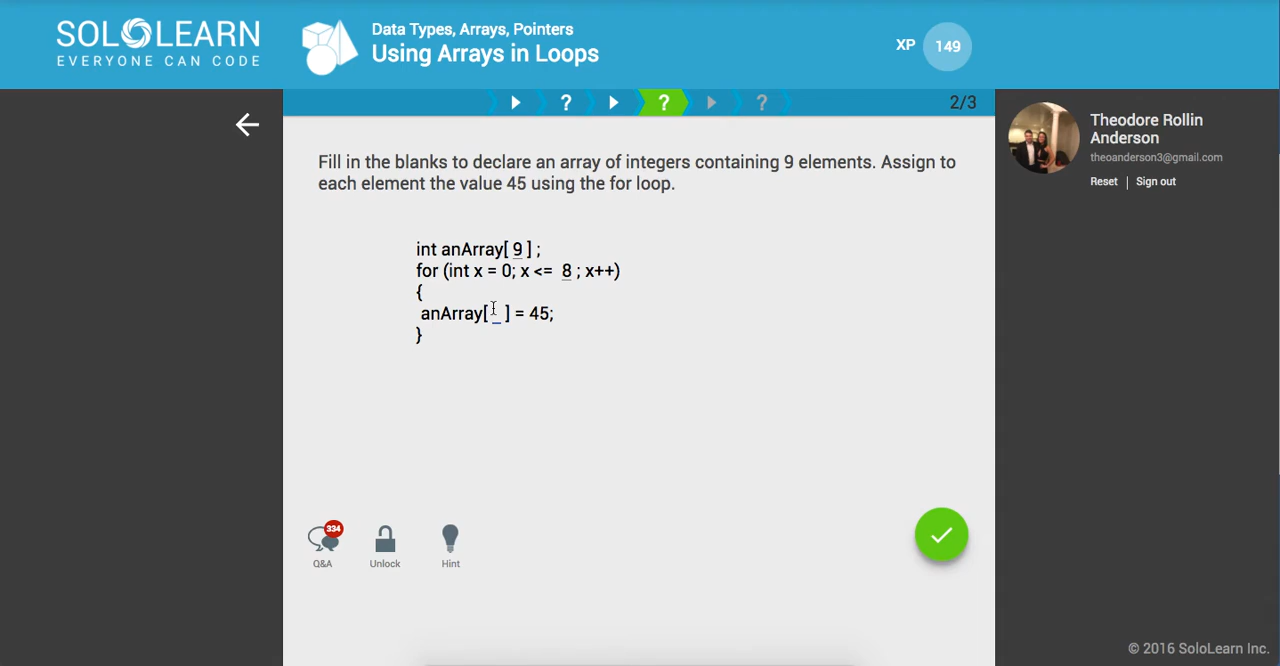 SOLOLEARN
EVERYONE CAN CODE
Data Types, Arrays, Pointers
Using Arrays in Loops
XP 149
? ? ? 2/3
Theodore Rollin
Anderson
theoanderson3@gmail.com
Reset | Sign out
Fill in the blanks to declare an array of integers containing 9 elements. Assign to
each element the value 45 using the for loop.
int anArray[ 9 ] ;
for (int x = 0; x <= 8 ; x++)
{
anArray[ _ ] = 45;
}
334
Q&A Unlock Hint
© 2016 SoloLearn Inc.